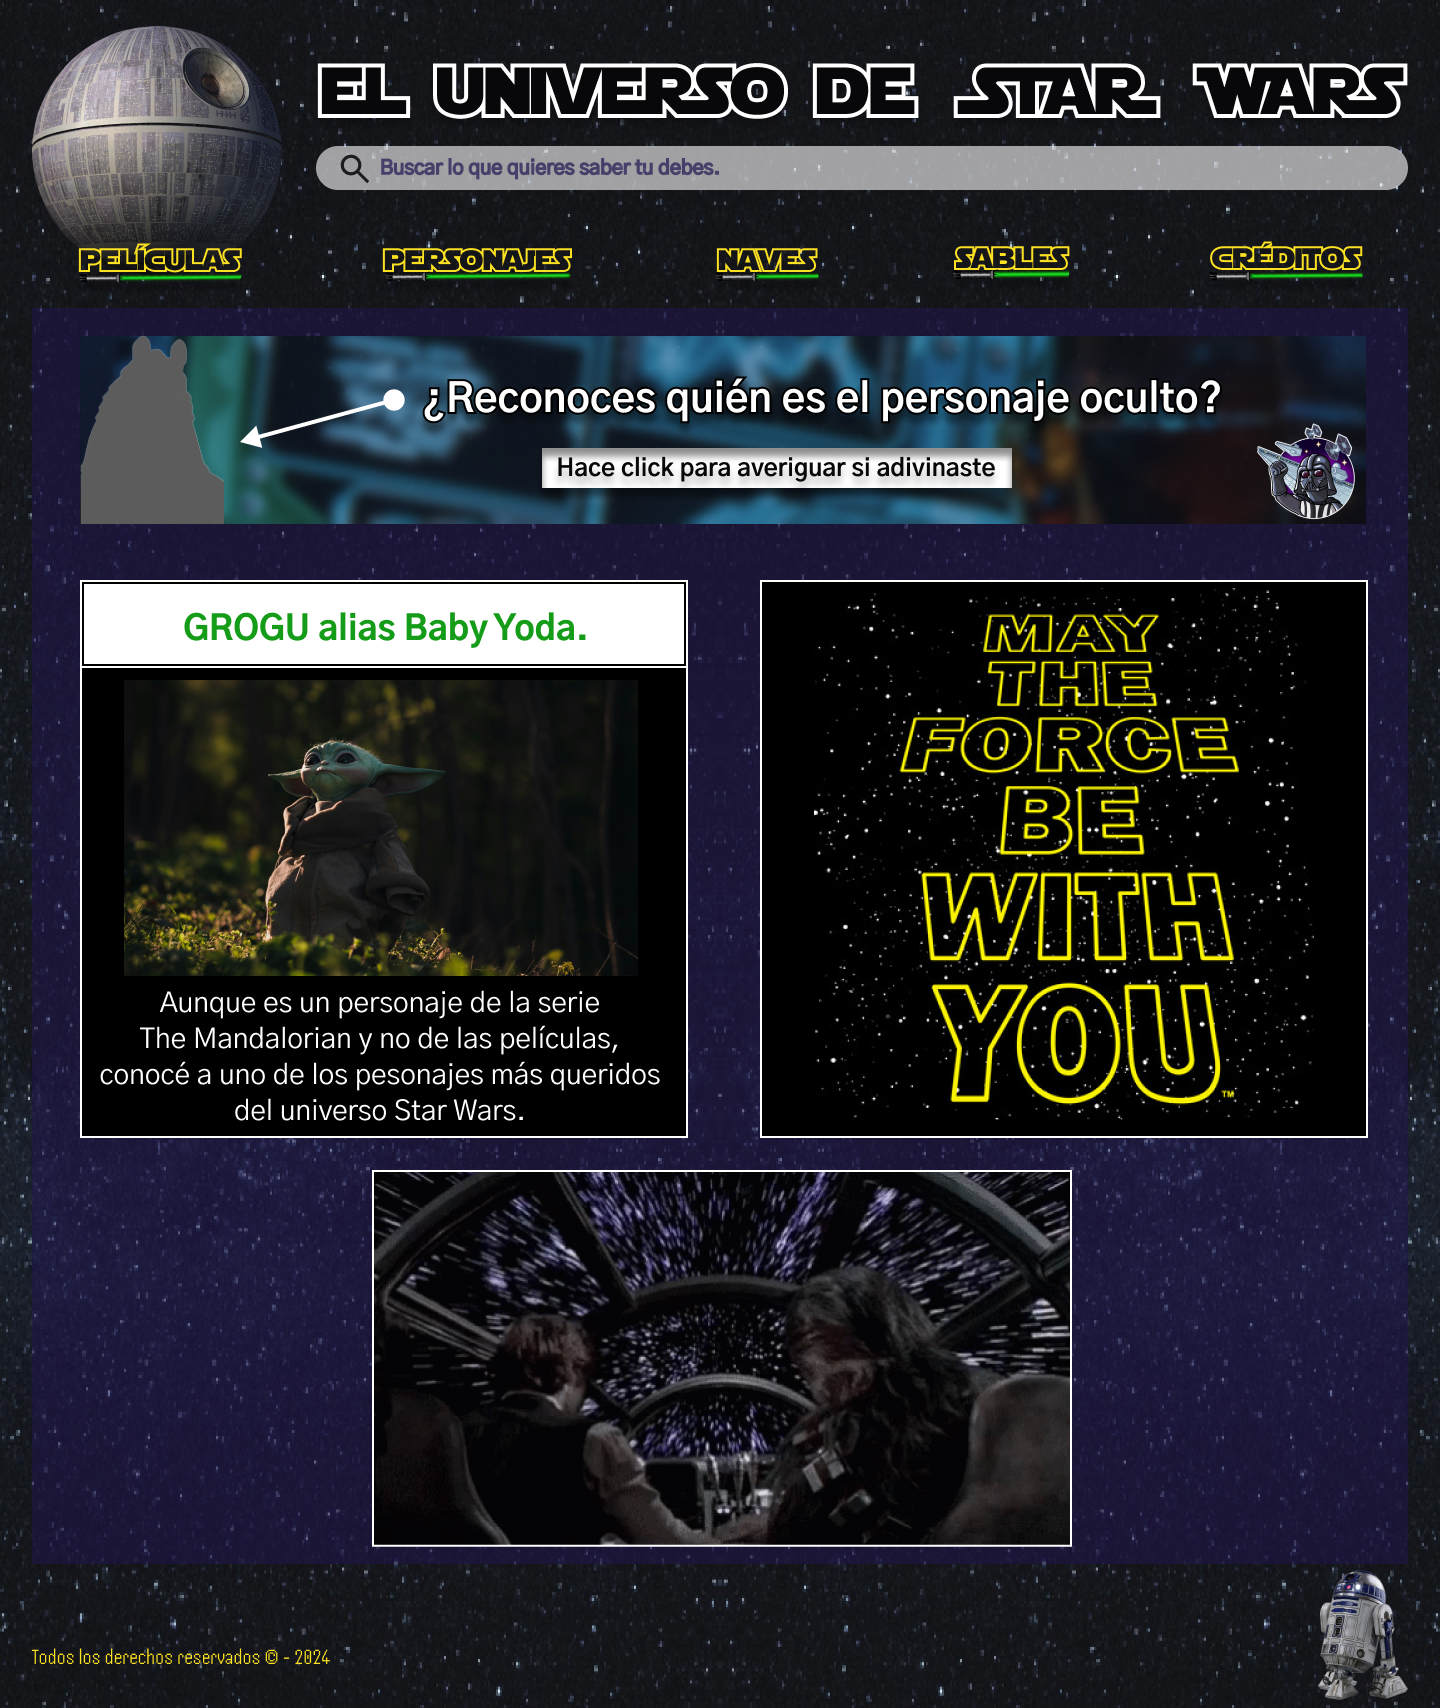 EL UNIVERSO DE STAR WARS
Buscar lo que quieres saber tu debes.
PELÍCULAS
PERSONAJES
NAVES
SABLES
CRÉDITOS
¿Reconoces quién es el personaje oculto?
Hace click para averiguar si adivinaste
GROGU alias Baby Yoda.
Aunque es un personaje de la serie
The Mandalorian y no de las películas,
conocé a uno de los pesonajes más queridos
del universo Star Wars.
MAY
THE
FORCE
BE
WITH
YOU™
Todos los derechos reservados © - 2024